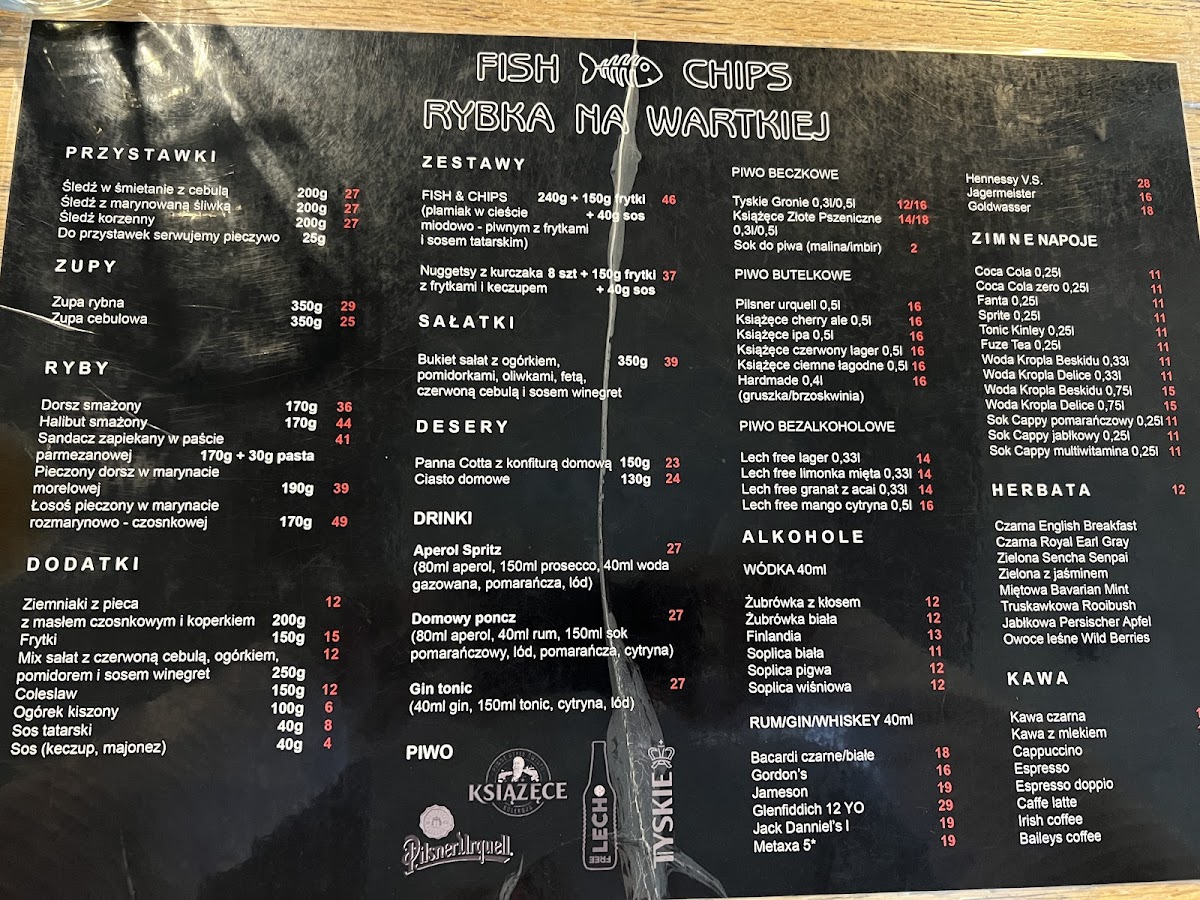 FISH CHIPS
RYBKA NA WARTKIEJ
PRZYSTAWKI
Śledź w śmietanie z cebulą 200g 27
Śledź z marynowaną śliwką 200g 27
Śledź korzenny 200g 27
Do przystawek serwujemy pieczywo 25g
ZUPY
Zupa rybna 350g 29
Zupa cebulowa 350g 25
RYBY
Dorsz smażony 170g 36
Halibut smażony 170g 44
Sandacz zapiekany w paście 41
parmezanowej 170g + 30g pasta
Pieczony dorsz w marynacie
morelowej 190g 39
Łosoś pieczony w marynacie
rozmarynowo - czosnkowej 170g 49
DODATKI
Ziemniaki z pieca 12
z masłem czosnkowym i koperkiem 200g
Frytki 150g 15
Mix sałat z czerwoną cebulą, ogórkiem, 12
pomidorem i sosem winegret 250g
Coleslaw 150g 12
Ogórek kiszony 100g 6
Sos tatarski 40g 8
Sos (keczup, majonez) 40g 4
ZESTAWY
FISH & CHIPS 240g + 150g frytki 46
(plamiak w cieście + 40g sos
miodowo - piwnym z frytkami
i sosem tatarskim)
Nuggetsy z kurczaka 8 szt + 150g frytki 37
z frytkami i keczupem + 40g sos
SAŁATKI
Bukiet sałat z ogórkiem, 350g 39
pomidorkami, oliwkami, fetą,
czerwoną cebulą i sosem winegret
DESERY
Panna Cotta z konfiturą domową 150g 23
Ciasto domowe 130g 24
DRINKI
Aperol Spritz 27
(80ml aperol, 150ml prosecco, 40ml woda
gazowana, pomarańcza, lód)
Domowy poncz 27
(80ml aperol, 40ml rum, 150ml sok
pomarańczowy, lód, pomarańcza, cytryna)
Gin tonic 27
(40ml gin, 150ml tonic, cytryna, lód)
PIWO
KSIĄŻĘCE
Pilsner Urquell
FREE LECH
TYSKIE
PIWO BECZKOWE
Tyskie Gronie 0,3l/0,5l 12/16
Książęce Złote Pszeniczne 14/18
0,3l/0,5l
Sok do piwa (malina/imbir) 2
PIWO BUTELKOWE
Pilsner urquell 0,5l 16
Książęce cherry ale 0,5l 16
Książęce ipa 0,5l 16
Książęce czerwony lager 0,5l 16
Książęce ciemne łagodne 0,5l 16
Hardmade 0,4l 16
(gruszka/brzoskwinia)
PIWO BEZALKOHOLOWE
Lech free lager 0,33l 14
Lech free limonka mięta 0,33l 14
Lech free granat z acai 0,33l 14
Lech free mango cytryna 0,5l 16
ALKOHOLE
WÓDKA 40ml
Żubrówka z kłosem 12
Żubrówka biała 12
Finlandia 13
Soplica biała 11
Soplica pigwa 12
Soplica wiśniowa 12
RUM/GIN/WHISKEY 40ml
Bacardi czarne/białe 18
Gordon's 16
Jameson 19
Glenfiddich 12 YO 29
Jack Danniel's l 19
Metaxa 5* 19
Hennessy V.S. 28
Jagermeister 16
Goldwasser 18
ZIMNE NAPOJE
Coca Cola 0,25l 11
Coca Cola zero 0,25l 11
Fanta 0,25l 11
Sprite 0,25l 11
Tonic Kinley 0,25l 11
Fuze Tea 0,25l 11
Woda Kropla Beskidu 0,33l 11
Woda Kropla Delice 0,33l 11
Woda Kropla Beskidu 0,75l 15
Woda Kropla Delice 0,75l 15
Sok Cappy pomarańczowy 0,25l 11
Sok Cappy jabłkowy 0,25l 11
Sok Cappy multiwitamina 0,25l 11
HERBATA 12
Czarna English Breakfast
Czarna Royal Earl Gray
Zielona Sencha Senpai
Zielona z jaśminem
Miętowa Bavarian Mint
Truskawkowa Rooibush
Jabłkowa Persischer Apfel
Owoce leśne Wild Berries
KAWA
Kawa czarna
Kawa z mlekiem
Cappuccino
Espresso
Espresso doppio
Caffe latte
Irish coffee
Baileys coffee